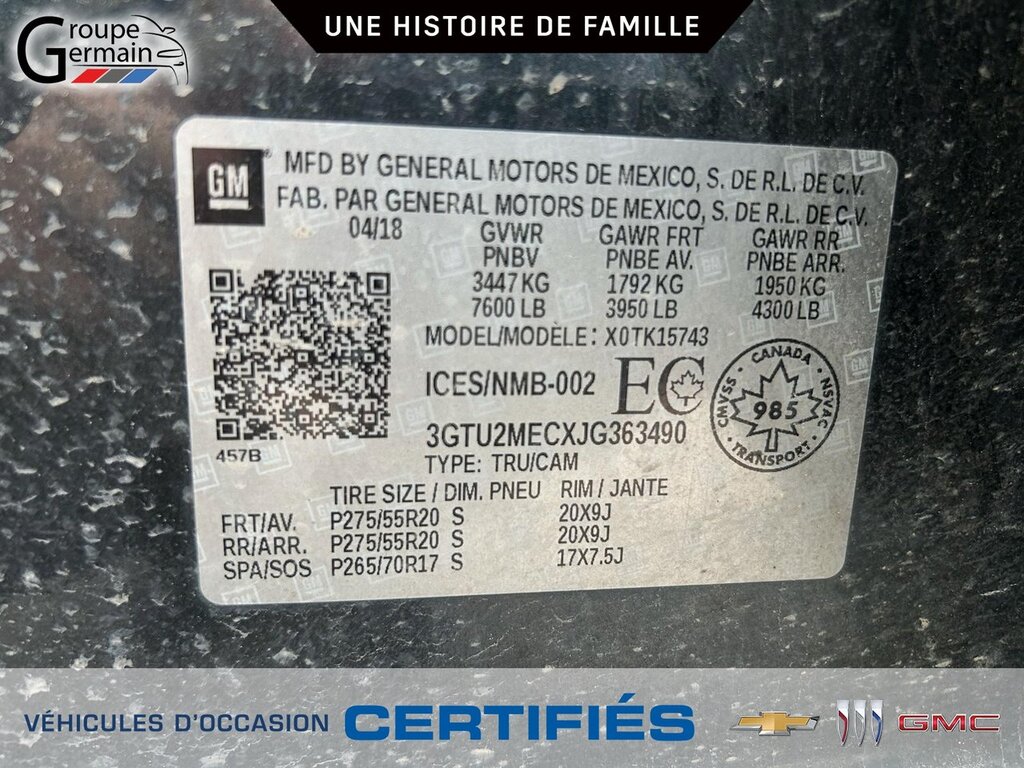 Groupe
Germain
UNE HISTOIRE DE FAMILLE
GM
MFD BY GENERAL MOTORS DE MEXICO, S. DE R.L. DE C.V.
FAB. PAR GENERAL MOTORS DE MEXICO, S. DE R.L. DE C.V.
04/18 GVWR GAWR FRT GAWR RR
PNBV PNBE AV. PNBE ARR.
3447 KG 1792 KG 1950 KG
7600 LB 3950 LB 4300 LB
MODEL/MODÈLE: X0TK15743
ICES/NMB-002 EC
CANADA
CMVSS
985
NSVAC
TRANSPORT
3GTU2MECXJG363490
457B
TYPE: TRU/CAM
TIRE SIZE / DIM. PNEU RIM / JANTE
FRT/AV. P275/55R20 S 20X9J
RR/ARR. P275/55R20 S 20X9J
SPA/SOS P265/70R17 S 17X7.5J
VÉHICULES D'OCCASION CERTIFIÉS GMC